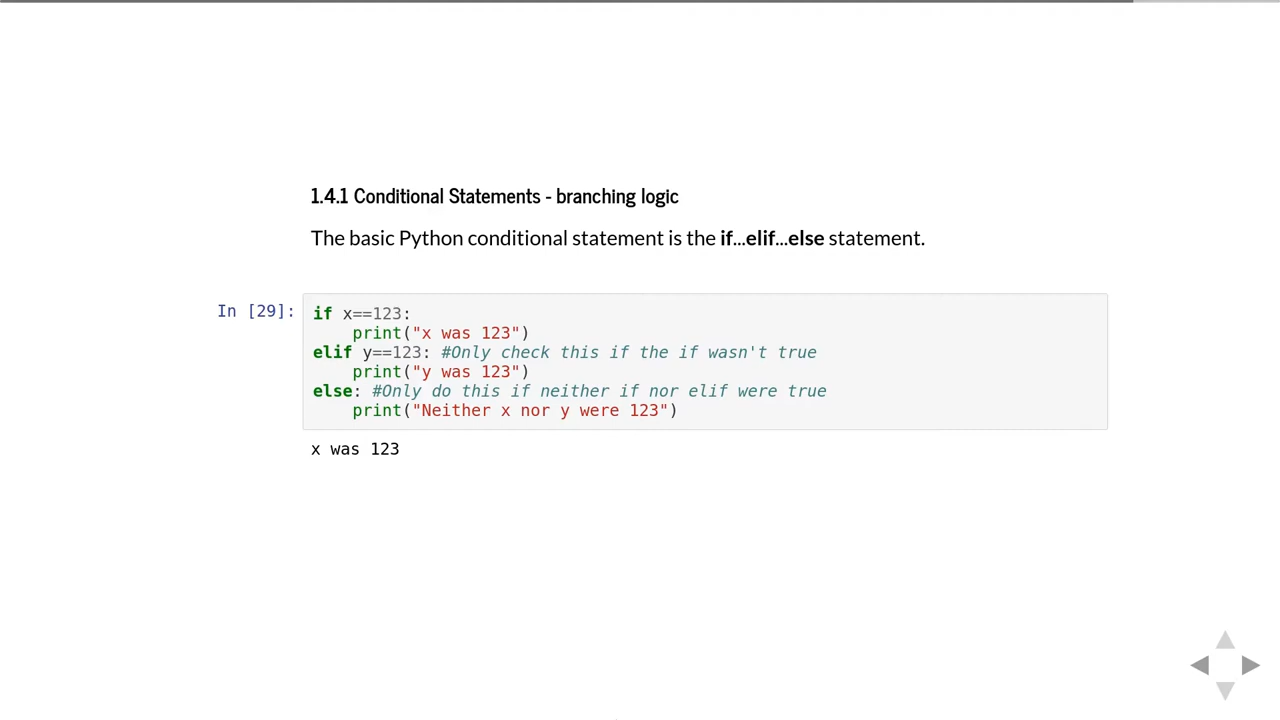 1.4.1 Conditional Statements - branching logic
The basic Python conditional statement is the if...elif...else statement.
In [29]:
if x==123:
    print("x was 123")
elif y==123: #Only check this if the if wasn't true
    print("y was 123")
else: #Only do this if neither if nor elif were true
    print("Neither x nor y were 123")
x was 123